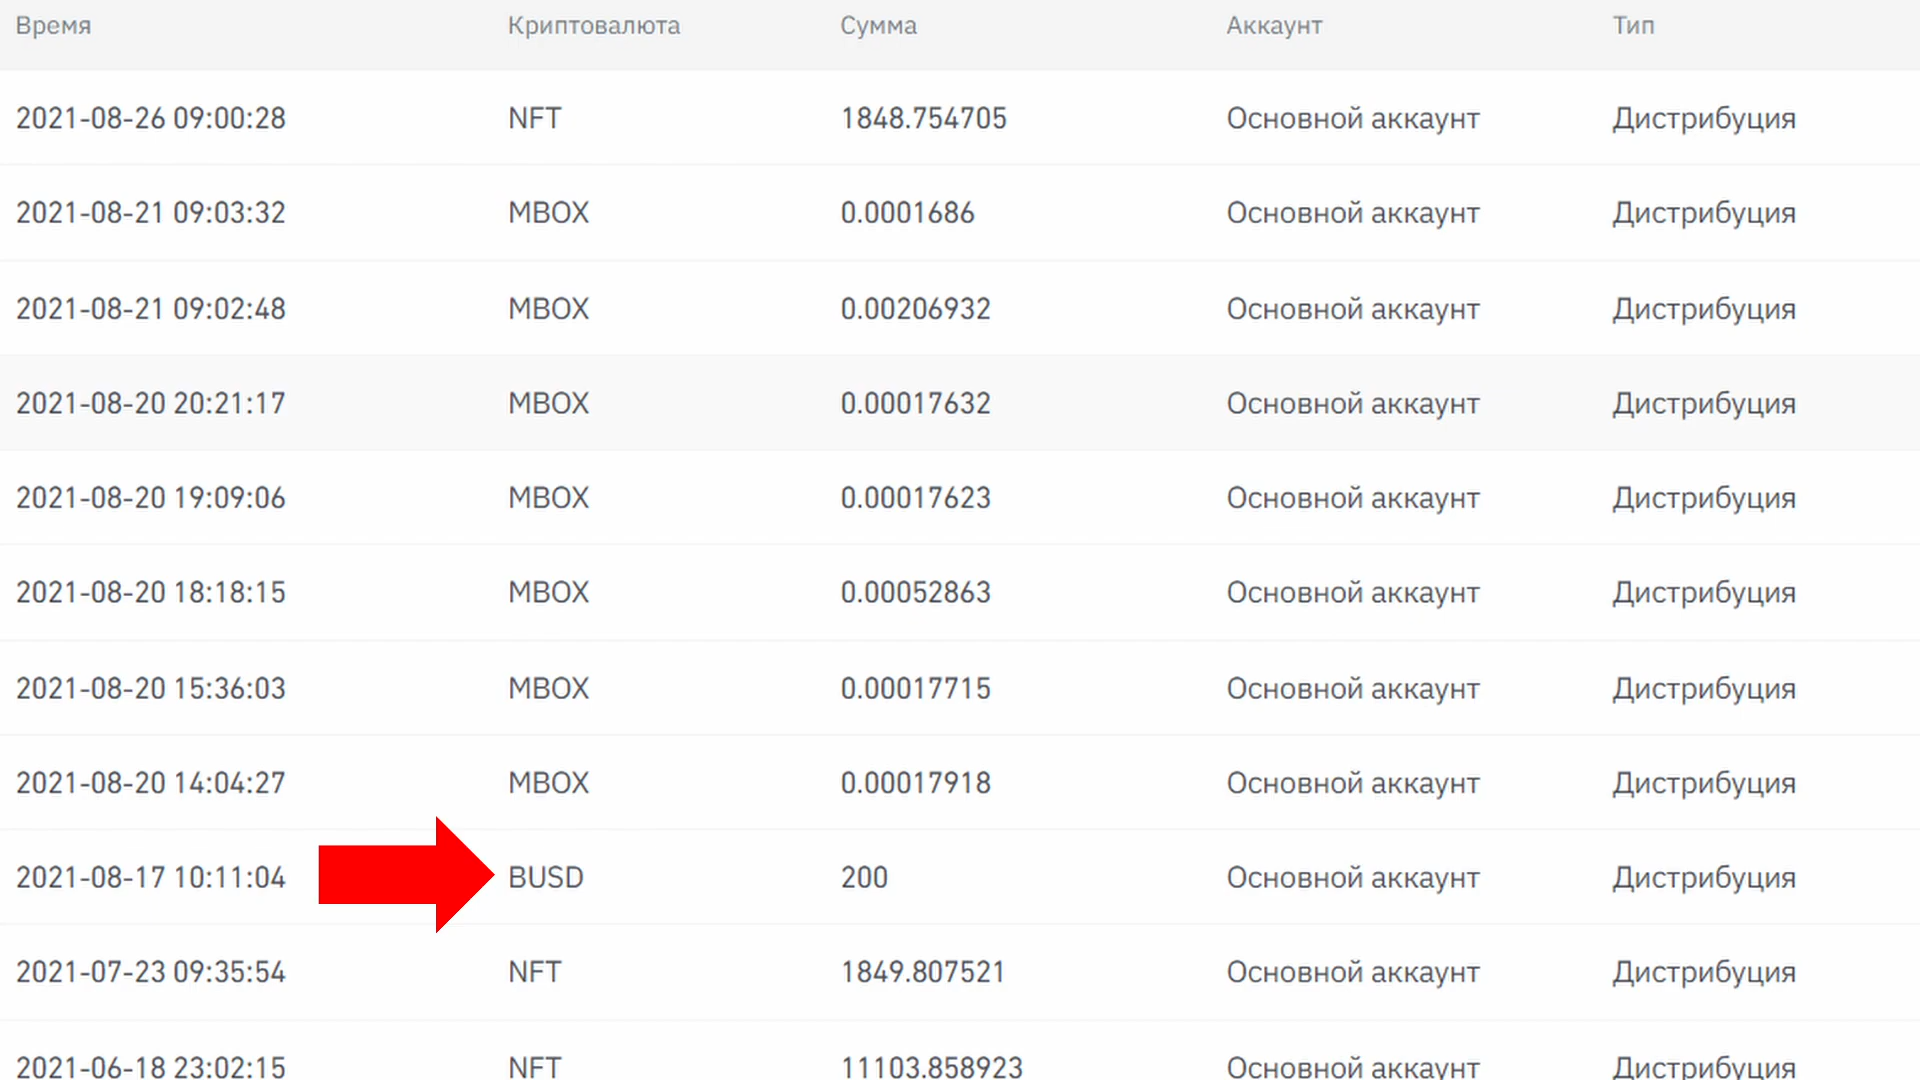 Время Криптовалюта Сумма Аккаунт Тип
2021-08-26 09:00:28 NFT 1848.754705 Основной аккаунт Дистрибуция
2021-08-21 09:03:32 MBOX 0.0001686 Основной аккаунт Дистрибуция
2021-08-21 09:02:48 MBOX 0.00206932 Основной аккаунт Дистрибуция
2021-08-20 20:21:17 MBOX 0.00017632 Основной аккаунт Дистрибуция
2021-08-20 19:09:06 MBOX 0.00017623 Основной аккаунт Дистрибуция
2021-08-20 18:18:15 MBOX 0.00052863 Основной аккаунт Дистрибуция
2021-08-20 15:36:03 MBOX 0.00017715 Основной аккаунт Дистрибуция
2021-08-20 14:04:27 MBOX 0.00017918 Основной аккаунт Дистрибуция
2021-08-17 10:11:04 BUSD 200 Основной аккаунт Дистрибуция
2021-07-23 09:35:54 NFT 1849.807521 Основной аккаунт Дистрибуция
2021-06-18 23:02:15 NFT 11103.858923 Основной аккаунт Дистрибуция